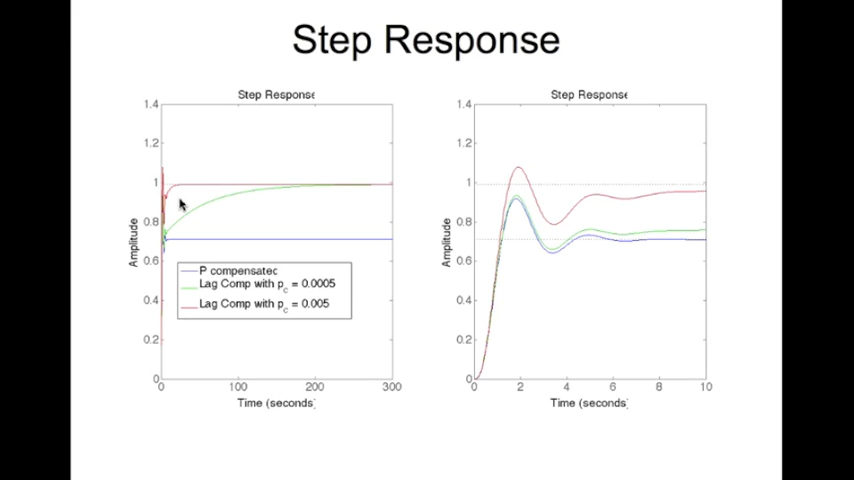 Step Response
Step Response
1.4
1.2
1
0.8
0.6
0.4
0.2
0
Amplitude
0
100
200
300
Time (seconds)
P compensated
Lag Comp with pc = 0.0005
Lag Comp with pc = 0.005
Step Response
1.4
1.2
1
0.8
0.6
0.4
0.2
0
Amplitude
0
2
4
6
8
10
Time (seconds)